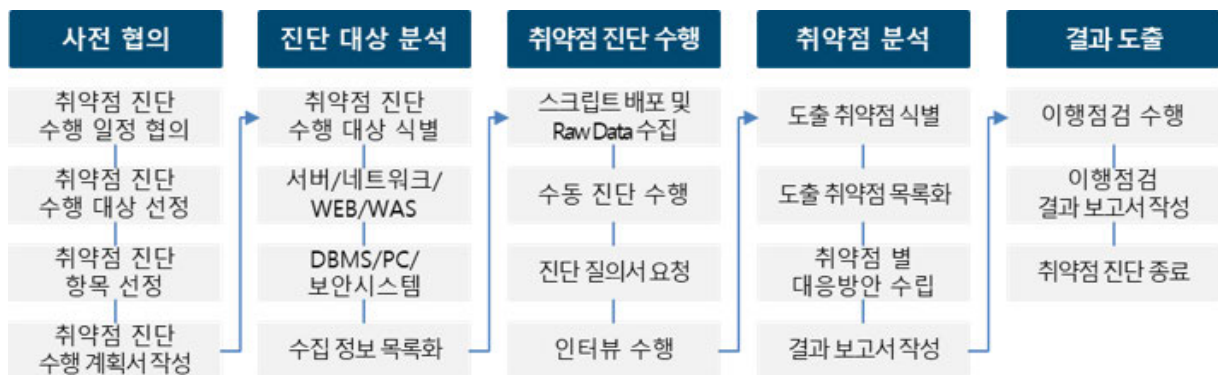 사전 협의
취약점 진단
수행 일정 협의
취약점 진단
수행 대상 선정
취약점 진단
항목 선정
취약점 진단
수행 계획서 작성
진단 대상 분석
취약점 진단
수행 대상 식별
서버/네트워크/
WEB/WAS
DBMS/PC/
보안시스템
수집 정보 목록화
취약점 진단 수행
스크립트 배포 및
Raw Data 수집
수동 진단 수행
진단 질의서 요청
인터뷰 수행
취약점 분석
도출 취약점 식별
도출 취약점 목록화
취약점 별
대응방안 수립
결과 보고서 작성
결과 도출
이행점검 수행
이행점검
결과 보고서 작성
취약점 진단 종료